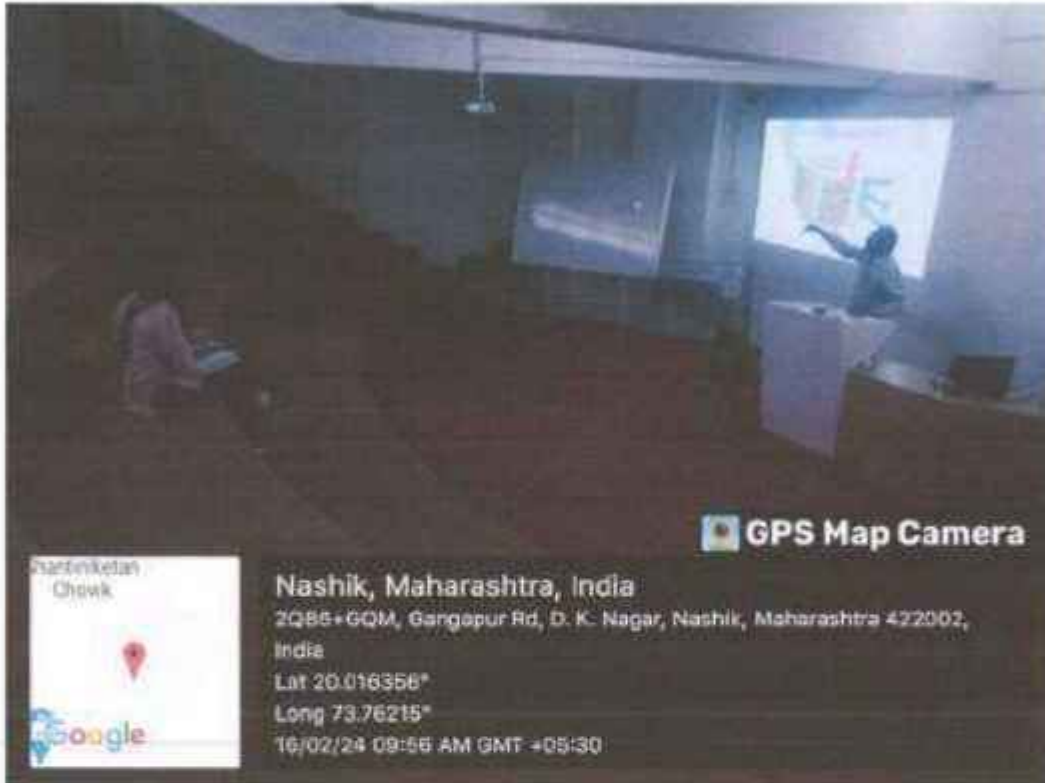 GPS Map Camera
Chowk
Google
Nashik, Maharashtra, India
2Q86+GQM, Gangapur Rd, D. K. Nagar, Nashik, Maharashtra 422002,
India
Lat 20.016356°
Long 73.76215°
16/02/24 09:56 AM GMT +05:30